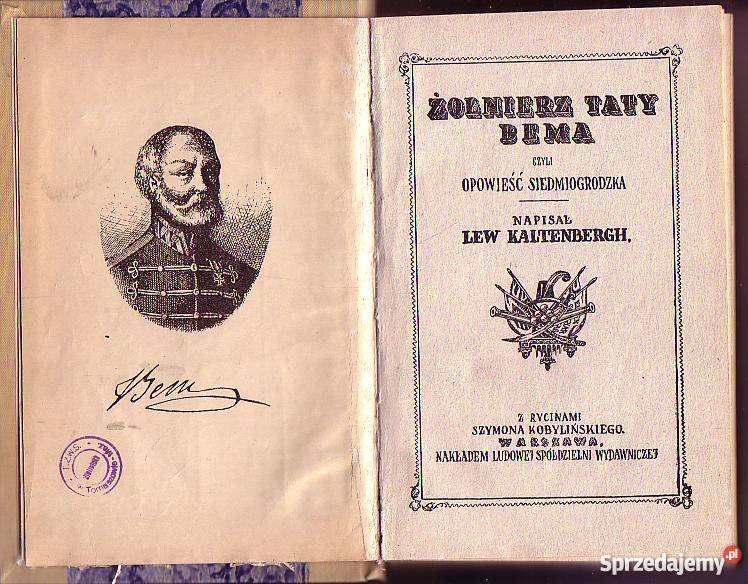 Bem
T.Z.W.S.
ŻOŁNIERZ TATY
BEMA
CZYLI
OPOWIEŚĆ SIEDMIOGRODZKA
NAPISAŁ
LEW KALTENBERGH,
Z RYCINAMI
SZYMONA KOBYLIŃSKIEGO.
WARSZAWA,
NAKŁADEM LUDOWEJ SPÓŁDZIELNI WYDAWNICZEJ
Sprzedajemy.pl